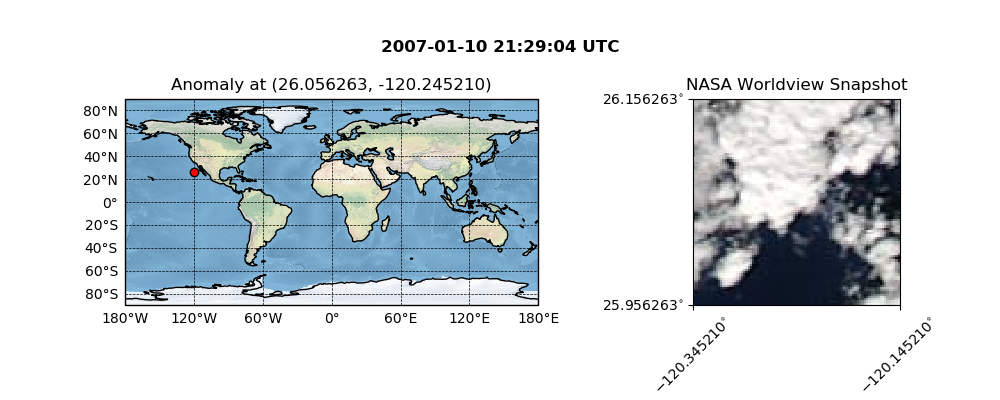 2007-01-10 21:29:04 UTC
Anomaly at (26.056263, -120.245210)
80°N
60°N
40°N
20°N
0°
20°S
40°S
60°S
80°S
180°W 120°W 60°W 0° 60°E 120°E 180°E
NASA Worldview Snapshot
26.156263°
25.956263°
−120.345210° −120.145210°